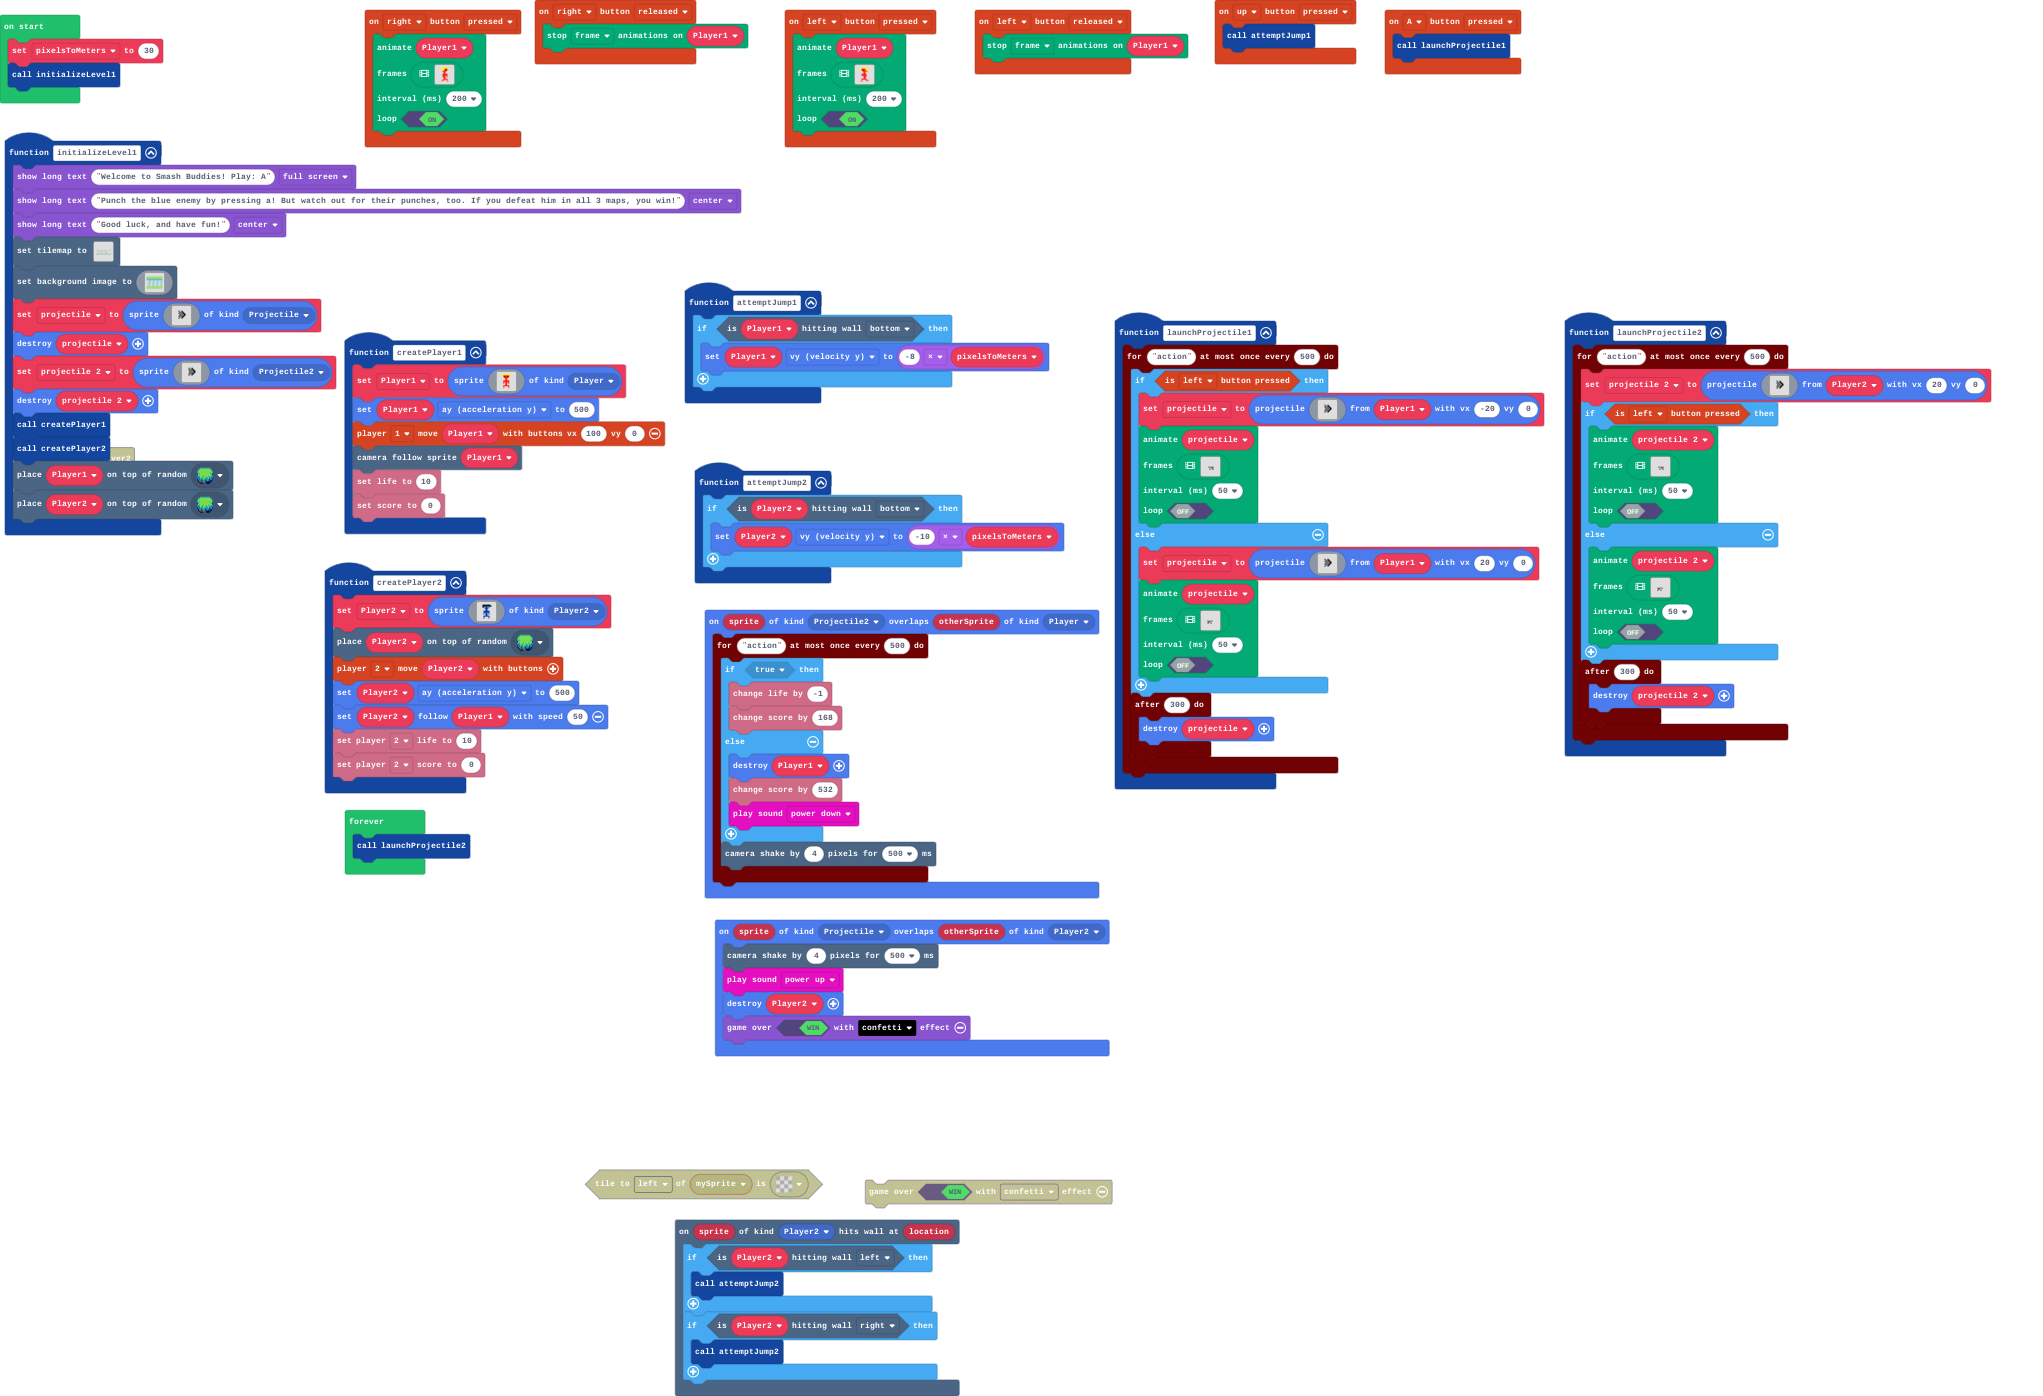 on start
set pixelsToMeters to 30
call initializeLevel1
on right button pressed
animate Player1
frames
interval (ms) 200
loop ON
on right button released
stop frame animations on Player1
on left button pressed
animate Player1
frames
interval (ms) 200
loop ON
on left button released
stop frame animations on Player1
on up button pressed
call attemptJump1
on A button pressed
call launchProjectile1
function initializeLevel1
show long text "Welcome to Smash Buddies! Play: A" full screen
show long text "Punch the blue enemy by pressing a! But watch out for their punches, too. If you defeat him in all 3 maps, you win!" center
show long text "Good luck, and have fun!" center
set tilemap to
set background image to
set projectile to sprite of kind Projectile
destroy projectile
set projectile 2 to sprite of kind Projectile2
destroy projectile 2
call createPlayer1
call createPlayer2
place Player1 on top of random
place Player2 on top of random
function createPlayer1
set Player1 to sprite of kind Player
set Player1 ay (acceleration y) to 500
player 1 move Player1 with buttons vx 100 vy 0
camera follow sprite Player1
set life to 10
set score to 0
function createPlayer2
set Player2 to sprite of kind Player2
place Player2 on top of random
player 2 move Player2 with buttons
set Player2 ay (acceleration y) to 500
set Player2 follow Player1 with speed 50
set player 2 life to 10
set player 2 score to 0
forever
call launchProjectile2
function attemptJump1
if is Player1 hitting wall bottom then
set Player1 vy (velocity y) to -8 × pixelsToMeters
function attemptJump2
if is Player2 hitting wall bottom then
set Player2 vy (velocity y) to -10 × pixelsToMeters
on sprite of kind Projectile2 overlaps otherSprite of kind Player
for "action" at most once every 500 do
if true then
change life by -1
change score by 168
else
destroy Player1
change score by 532
play sound power down
camera shake by 4 pixels for 500 ms
on sprite of kind Projectile overlaps otherSprite of kind Player2
camera shake by 4 pixels for 500 ms
play sound power up
destroy Player2
game over WIN with confetti effect
function launchProjectile1
for "action" at most once every 500 do
if is left button pressed then
set projectile to projectile from Player1 with vx -20 vy 0
animate projectile
frames
interval (ms) 50
loop OFF
else
set projectile to projectile from Player1 with vx 20 vy 0
animate projectile
frames
interval (ms) 50
loop OFF
after 300 do
destroy projectile
function launchProjectile2
for "action" at most once every 500 do
set projectile 2 to projectile from Player2 with vx 20 vy 0
if is left button pressed then
animate projectile 2
frames
interval (ms) 50
loop OFF
else
animate projectile 2
frames
interval (ms) 50
loop OFF
after 300 do
destroy projectile 2
tile to left of mySprite is
game over WIN with confetti effect
on sprite of kind Player2 hits wall at location
if is Player2 hitting wall left then
call attemptJump2
if is Player2 hitting wall right then
call attemptJump2